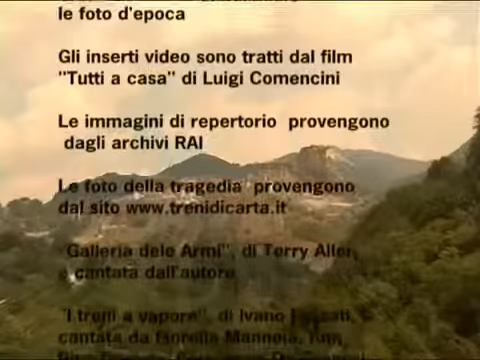 le foto d'epoca
Gli inserti video sono tratti dal film
"Tutti a casa" di Luigi Comencini
Le immagini di repertorio provengono
dagli archivi RAI
Le foto della tragedia provengono
dal sito www.trenidicarta.it
"Galleria dele Armi", di Terry Allen,
e cantata dall'autore
"I treni a vapore", di Ivano Fossati,
cantata da Fiorella Mannoia,